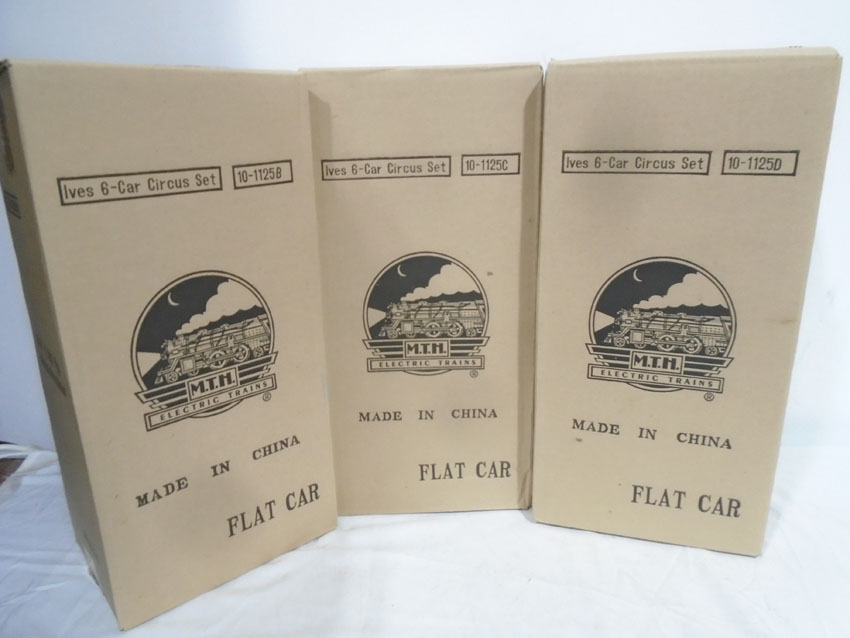 Ives 6-Car Circus Set 10-1125B
M.T.H.
ELECTRIC TRAINS
®
MADE IN CHINA
FLAT CAR
Ives 6-Car Circus Set 10-1125C
M.T.H.
ELECTRIC TRAINS
®
MADE IN CHINA
FLAT CAR
Ives 6-Car Circus Set 10-1125D
M.T.H.
ELECTRIC TRAINS
®
MADE IN CHINA
FLAT CAR